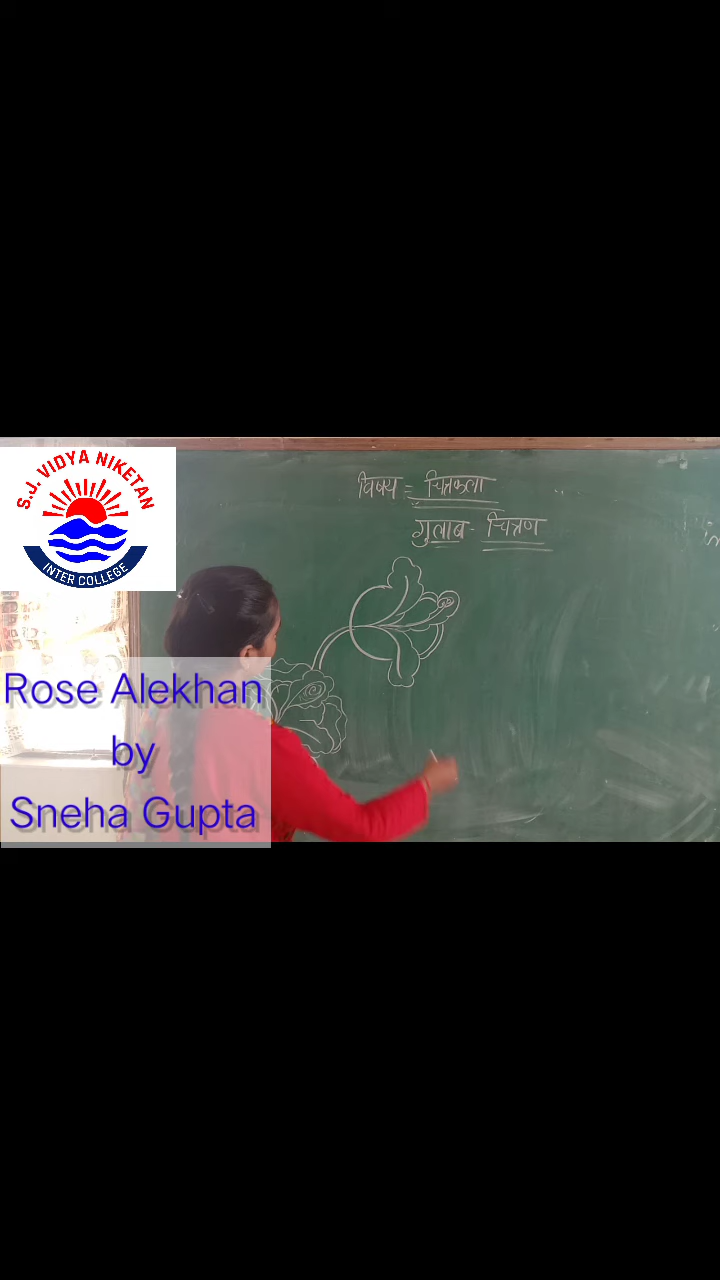 S.J. VIDYA NIKETAN
INTER COLLEGE
विषय = चित्रकला
गुलाब - चित्रण
Rose Alekhan
by
Sneha Gupta